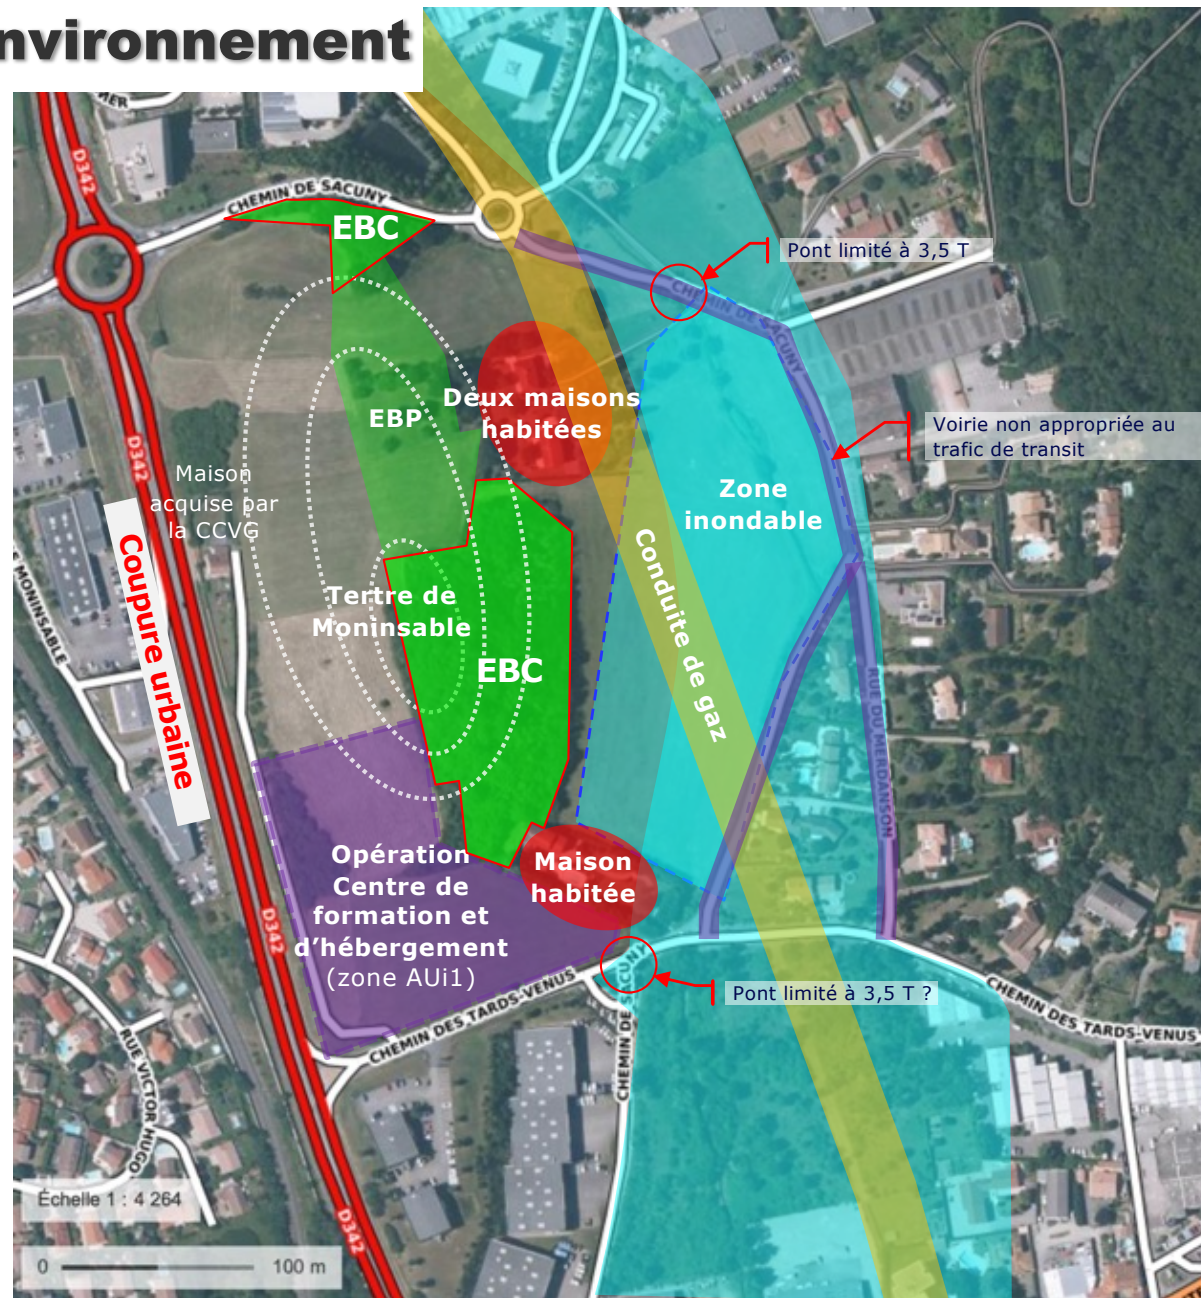 nvironnement
MER
D342
CHEMIN DE SACUNY
EBC
Pont limité à 3,5 T
CHEMIN DE SACUNY
Deux maisons
habitées
EBP
Voirie non appropriée au
trafic de transit
D342
Maison
acquise par
la CCVG
Zone
inondable
Coupure urbaine
Conduite de gaz
MONINSABLE
Tertre de
Moninsable
EBC
RUE DU MERDANSON
Opération
Centre de
formation et
d'hébergement
(zone AUi1)
Maison
habitée
D342
CHEMIN DE SACUNY
Pont limité à 3,5 T ?
CHEMIN DES TARDS-VENUS
CHEMIN DES TARDS-VENUS
RUE VICTOR HUGO
Échelle 1 : 4 264
D342
0 100 m